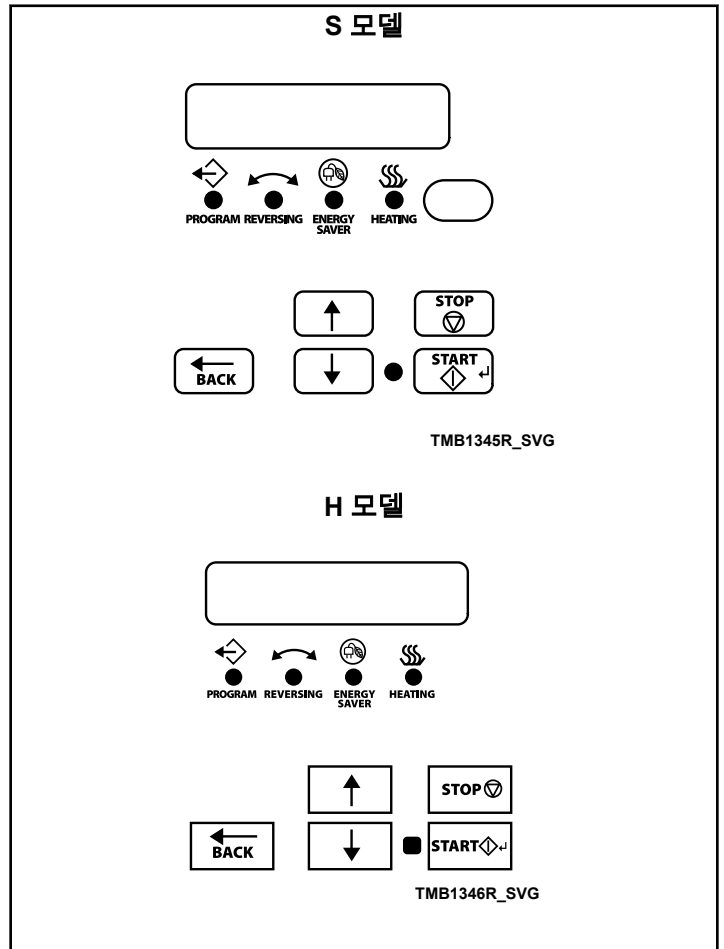 S 모델
PROGRAM REVERSING ENERGY SAVER HEATING
STOP
START
BACK
TMB1345R_SVG
H 모델
PROGRAM REVERSING ENERGY SAVER HEATING
STOP
BACK
START
TMB1346R_SVG